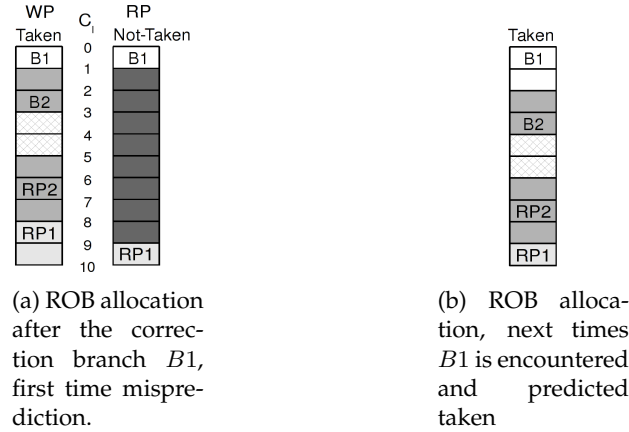 WP C_I RP
Taken Not-Taken
Taken
0
B1 B1 B1
1
2
B2
3
B2
4
5
6
RP2
7
RP2
8
RP1
9
RP1 RP1
10
(a) ROB allocation
after the correc-
tion branch B1,
first time mispre-
diction.
(b) ROB alloca-
tion, next times
B1 is encountered
and predicted
taken